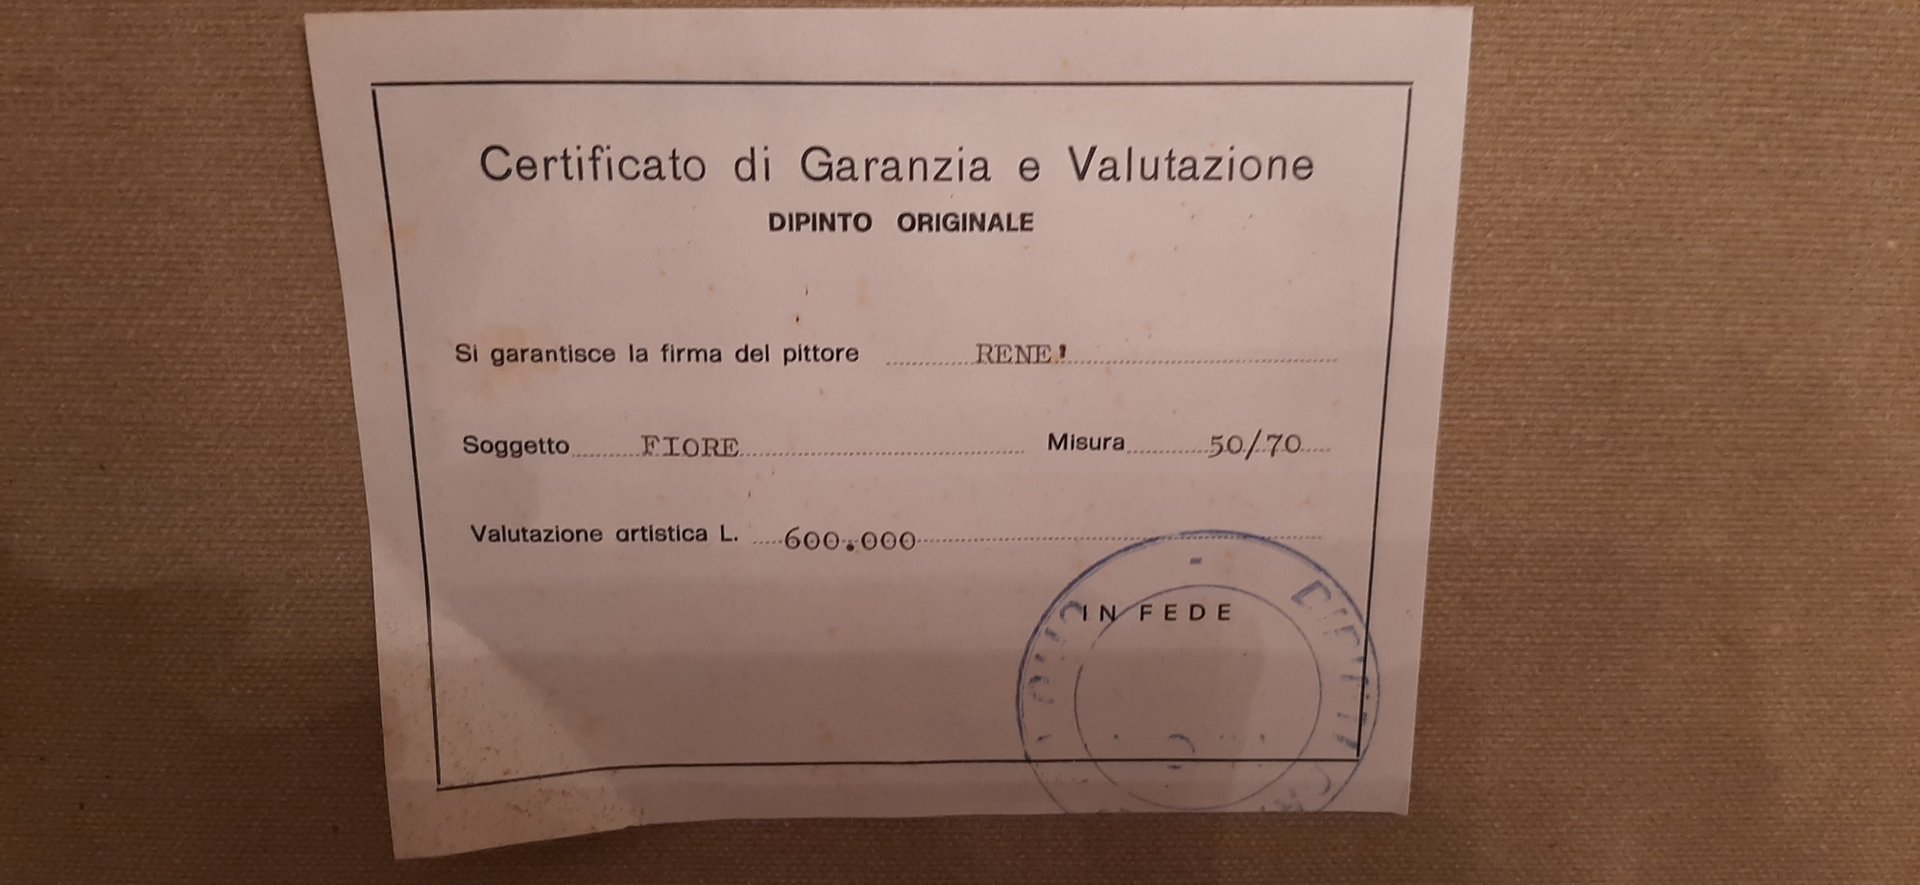 Certificato di Garanzia e Valutazione
DIPINTO ORIGINALE
Si garantisce la firma del pittore RENE'
Soggetto FIORE Misura 50/70
Valutazione artistica L. 600.000
IN FEDE